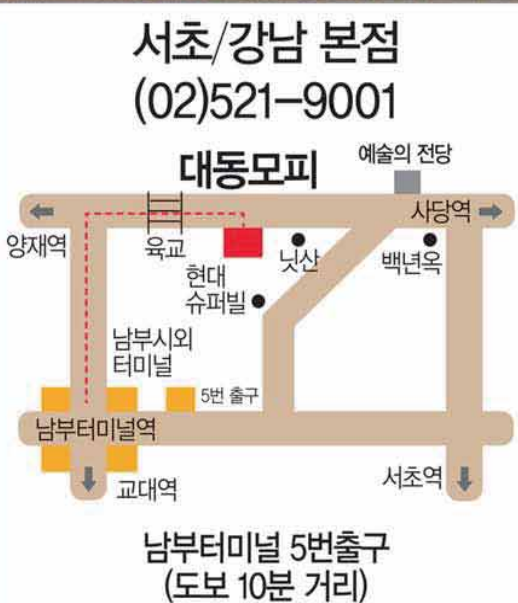 서초/강남 본점
(02)521-9001
대동모피
예술의 전당
사당역
양재역
육교
현대
슈퍼빌
닛산
백년옥
남부시외
터미널
5번 출구
남부터미널역
교대역
서초역
남부터미널 5번출구
(도보 10분 거리)